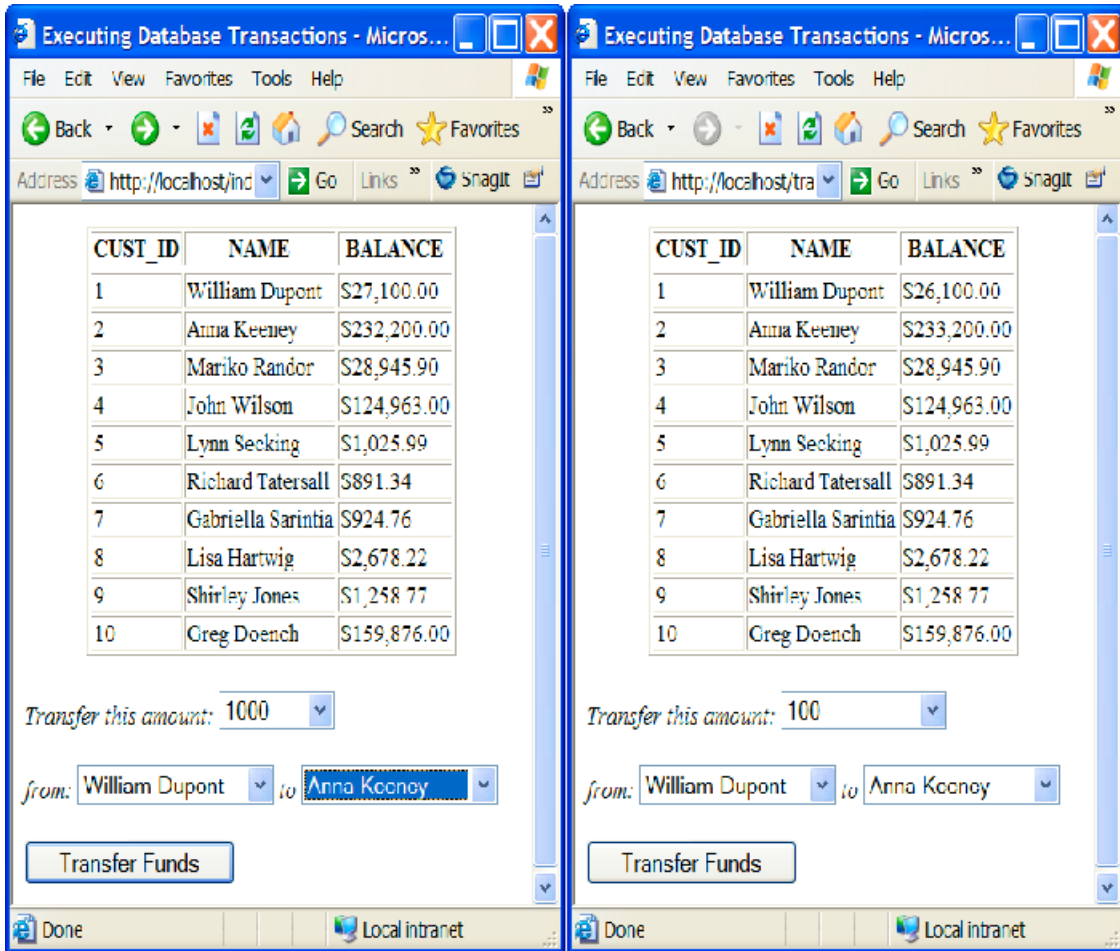 Executing Database Transactions - Micros...
File Edit View Favorites Tools Help
Back Search Favorites »
Address http://localhost/ind Go Links » SnagIt
CUST_ID NAME BALANCE
1 William Dupont $27,100.00
2 Anna Keeney $232,200.00
3 Mariko Randor $28,945.90
4 John Wilson $124,963.00
5 Lynn Seeking $1,025.99
6 Richard Tatersall $891.34
7 Gabriella Sarintia $924.76
8 Lisa Hartwig $2,678.22
9 Shirley Jones $1,258.77
10 Greg Doench $159,876.00
Transfer this amount: 1000
from: William Dupont to Anna Keeney
Transfer Funds
Done Local intranet
Executing Database Transactions - Micros...
File Edit View Favorites Tools Help
Back Search Favorites »
Address http://localhost/tra Go Links » SnagIt
CUST_ID NAME BALANCE
1 William Dupont $26,100.00
2 Anna Keeney $233,200.00
3 Mariko Randor $28,945.90
4 John Wilson $124,963.00
5 Lynn Seeking $1,025.99
6 Richard Tatersall $891.34
7 Gabriella Sarintia $924.76
8 Lisa Hartwig $2,678.22
9 Shirley Jones $1,258.77
10 Greg Doench $159,876.00
Transfer this amount: 100
from: William Dupont to Anna Keeney
Transfer Funds
Done Local intranet